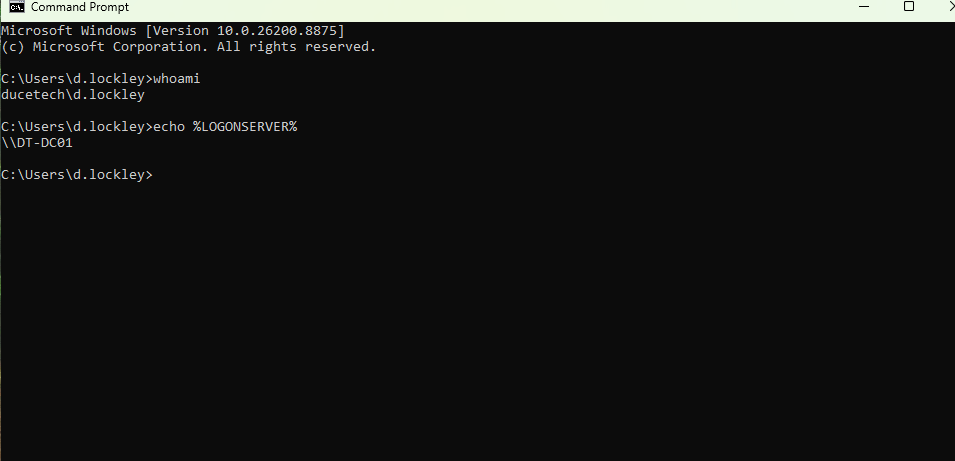 Command Prompt
Microsoft Windows [Version 10.0.26200.8875]
(c) Microsoft Corporation. All rights reserved.
C:\Users\d.lockley>whoami
ducetech\d.lockley
C:\Users\d.lockley>echo %LOGONSERVER%
\\DT-DC01
C:\Users\d.lockley>